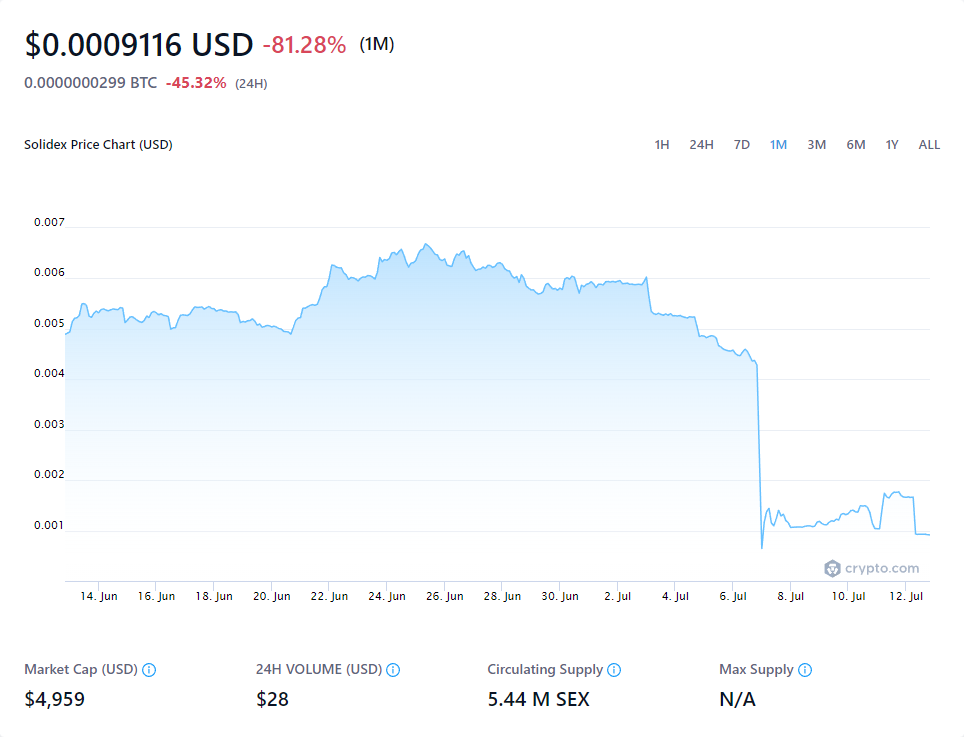 $0.0009116 USD -81.28% (1M)
0.0000000299 BTC -45.32% (24H)
Solidex Price Chart (USD) 1H 24H 7D 1M 3M 6M 1Y ALL
0.007
0.006
0.005
0.004
0.003
0.002
0.001
crypto.com
14. Jun 16. Jun 18. Jun 20. Jun 22. Jun 24. Jun 26. Jun 28. Jun 30. Jun 2. Jul 4. Jul 6. Jul 8. Jul 10. Jul 12. Jul
Market Cap (USD) 24H VOLUME (USD) Circulating Supply Max Supply
$4,959 $28 5.44 M SEX N/A